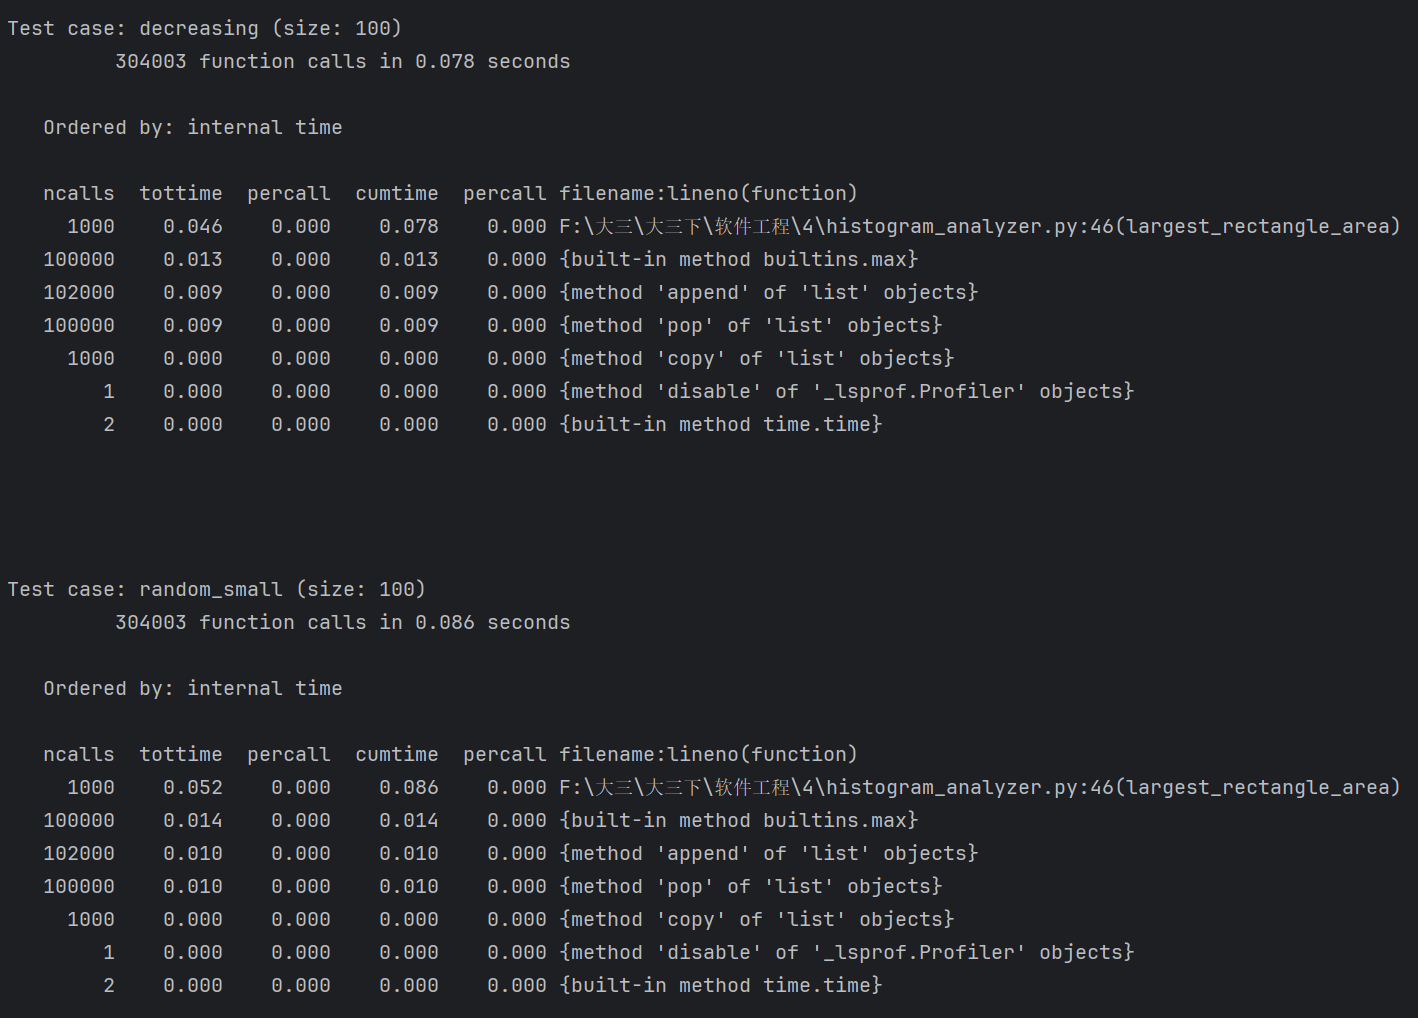 Test case: decreasing (size: 100)
         304003 function calls in 0.078 seconds
   Ordered by: internal time
   ncalls  tottime  percall  cumtime  percall filename:lineno(function)
     1000    0.046    0.000    0.078    0.000 F:\大三\大三下\软件工程\4\histogram_analyzer.py:46(largest_rectangle_area)
   100000    0.013    0.000    0.013    0.000 {built-in method builtins.max}
   102000    0.009    0.000    0.009    0.000 {method 'append' of 'list' objects}
   100000    0.009    0.000    0.009    0.000 {method 'pop' of 'list' objects}
     1000    0.000    0.000    0.000    0.000 {method 'copy' of 'list' objects}
        1    0.000    0.000    0.000    0.000 {method 'disable' of '_lsprof.Profiler' objects}
        2    0.000    0.000    0.000    0.000 {built-in method time.time}
Test case: random_small (size: 100)
         304003 function calls in 0.086 seconds
   Ordered by: internal time
   ncalls  tottime  percall  cumtime  percall filename:lineno(function)
     1000    0.052    0.000    0.086    0.000 F:\大三\大三下\软件工程\4\histogram_analyzer.py:46(largest_rectangle_area)
   100000    0.014    0.000    0.014    0.000 {built-in method builtins.max}
   102000    0.010    0.000    0.010    0.000 {method 'append' of 'list' objects}
   100000    0.010    0.000    0.010    0.000 {method 'pop' of 'list' objects}
     1000    0.000    0.000    0.000    0.000 {method 'copy' of 'list' objects}
        1    0.000    0.000    0.000    0.000 {method 'disable' of '_lsprof.Profiler' objects}
        2    0.000    0.000    0.000    0.000 {built-in method time.time}